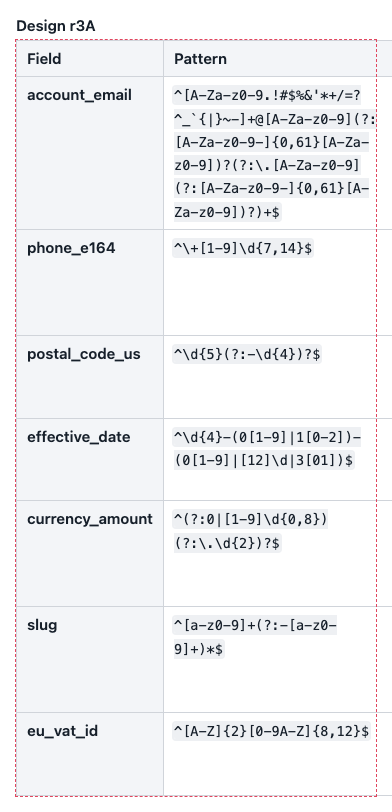 Design r3A
Field Pattern
account_email ^[A-Za-z0-9.!#$%&'*+/=?
^_`{|}~-]+@[A-Za-z0-9](?:
[A-Za-z0-9-]{0,61}[A-Za-
z0-9])?(?:\.[A-Za-z0-9]
(?:[A-Za-z0-9-]{0,61}[A-
Za-z0-9])?)+$
phone_e164 ^\+[1-9]\d{7,14}$
postal_code_us ^\d{5}(?:-\d{4})?$
effective_date ^\d{4}-(0[1-9]|1[0-2])-
(0[1-9]|[12]\d|3[01])$
currency_amount ^(?:0|[1-9]\d{0,8})
(?:\.\d{2})?$
slug ^[a-z0-9]+(?:-[a-z0-
9]+)*$
eu_vat_id ^[A-Z]{2}[0-9A-Z]{8,12}$